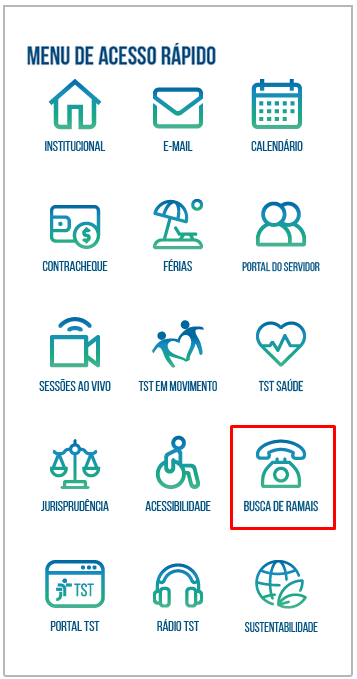 MENU DE ACESSO RÁPIDO
INSTITUCIONAL
E-MAIL
CALENDÁRIO
$
CONTRACHEQUE
FÉRIAS
PORTAL DO SERVIDOR
SESSÕES AO VIVO
TST EM MOVIMENTO
TST SAÚDE
JURISPRUDÊNCIA
ACESSIBILIDADE
BUSCA DE RAMAIS
TST
PORTAL TST
RÁDIO TST
SUSTENTABILIDADE